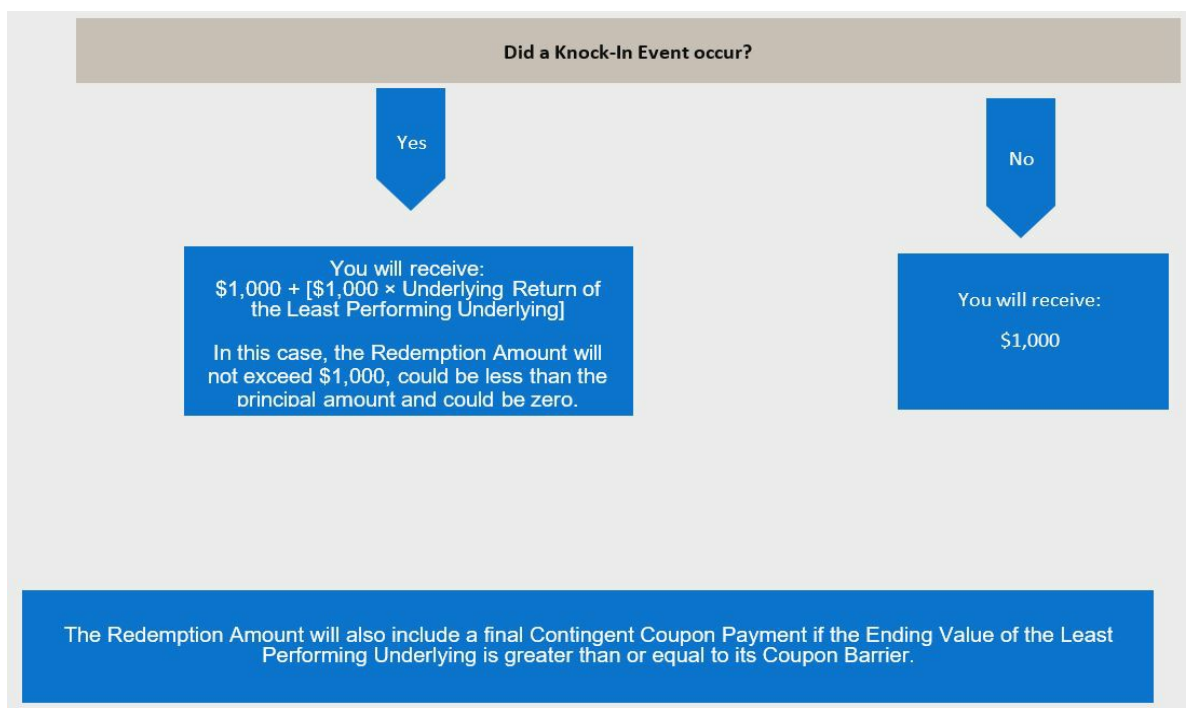 Did a Knock-In Event occur?
Yes
No
You will receive:
$1,000 + [$1,000 × Underlying Return of
the Least Performing Underlying]
In this case, the Redemption Amount will
not exceed $1,000, could be less than the
principal amount and could be zero.
You will receive:
$1,000
The Redemption Amount will also include a final Contingent Coupon Payment if the Ending Value of the Least
Performing Underlying is greater than or equal to its Coupon Barrier.